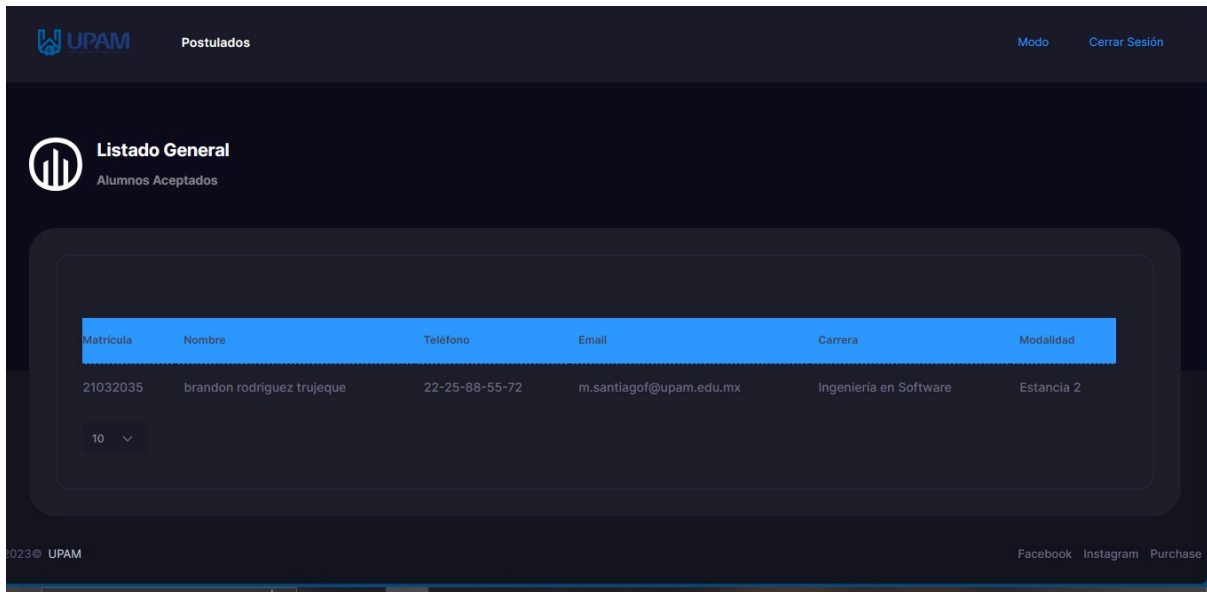 UPAM Postulados Modo Cerrar Sesión
Listado General
Alumnos Aceptados
Matrícula Nombre Teléfono Email Carrera Modalidad
21032035 brandon rodriguez trujeque 22-25-88-55-72 m.santiagof@upam.edu.mx Ingeniería en Software Estancia 2
10
2023© UPAM Facebook Instagram Purchase